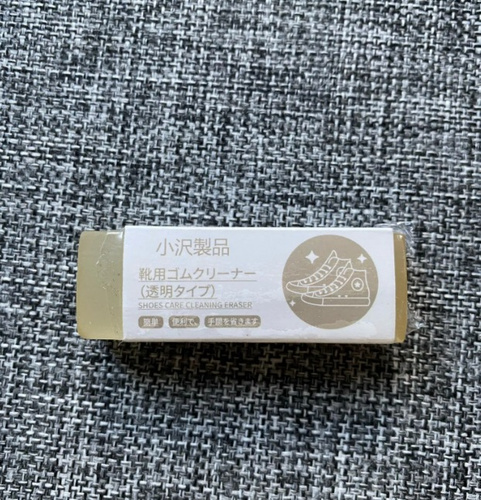 小沢製品
靴用ゴムクリーナー
(透明タイプ)
SHOES CARE CLEANING ERASER
簡単 便利で、 手間を省きます